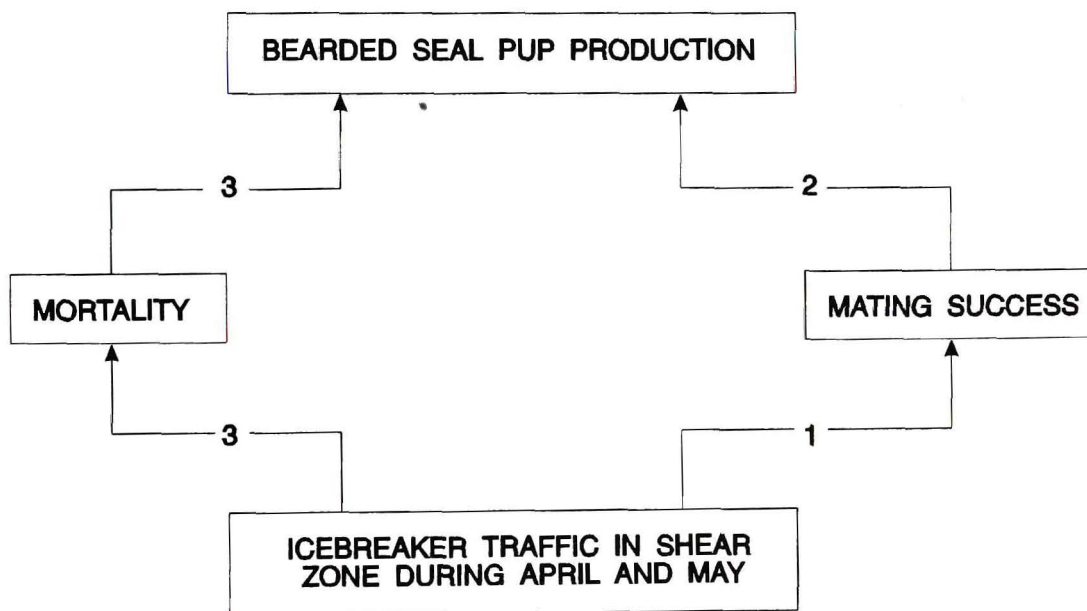 BEARDED SEAL PUP PRODUCTION
3
2
MORTALITY
MATING SUCCESS
3
1
ICEBREAKER TRAFFIC IN SHEAR
ZONE DURING APRIL AND MAY